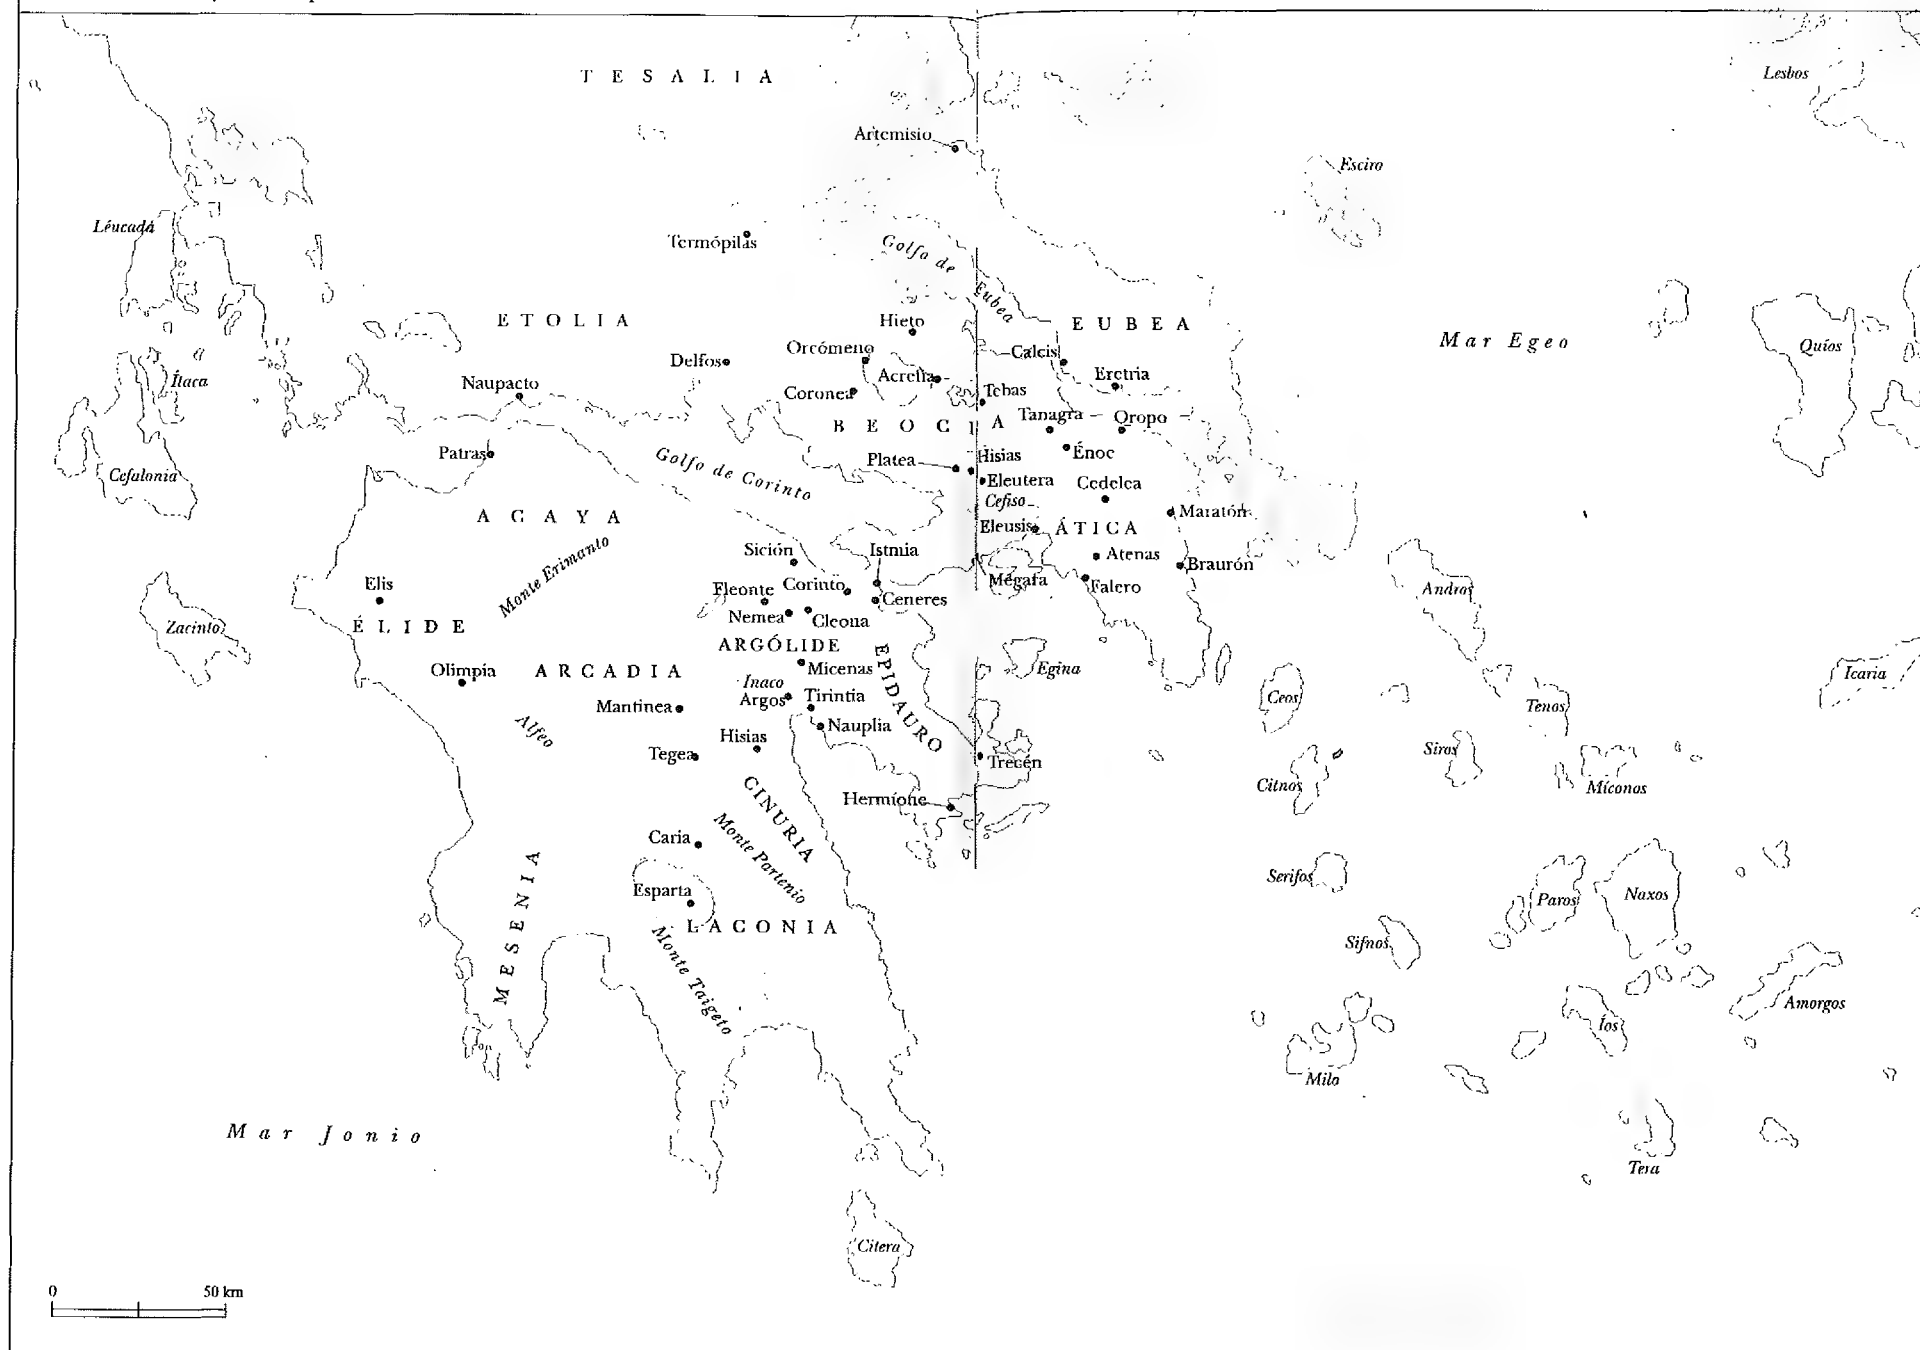 TESALIA
Lesbos
Artemisio
Esciro
Léucada
Termópilas
Golfo de
Eubea
ETOLIA
Hieto
EUBEA
Mar Egeo
Quíos
Orcómeno
Calcis
Delfos
Acrefia
Eretria
Ítaca
Naupacto
Coronea
Tebas
BEOCIA
Tanagra
Oropo
Patras
Golfo de Corinto
Platea
Hisias
Énoe
Cefalonia
Eleutera
Cedelea
Cefiso
ACAYA
Eleusis
ÁTICA
Maratón
Monte Erimanto
Sición
Istmia
Atenas
Braurón
Elis
Fleonte
Corinto
Mégara
Falero
Andros
Ceneres
Nemea
Cleona
Zacinto
ÉLIDE
ARGÓLIDE
EPIDAURO
Olimpia
ARCADIA
Micenas
Egina
Icaria
Inaco
Argos
Tirintia
Ceos
Tenos
Mantinea
Alfeo
Nauplia
Hisias
Tegea
Siros
Trecén
CINURIA
Citnos
Míconos
Hermíone
Caria
Monte Partenio
Esparta
Serifos
Paros
Naxos
MESENIA
LACONIA
Monte Taigeto
Sifnos
Amorgos
Íos
Milo
Mar Jonio
Tera
Citera
0 50 km